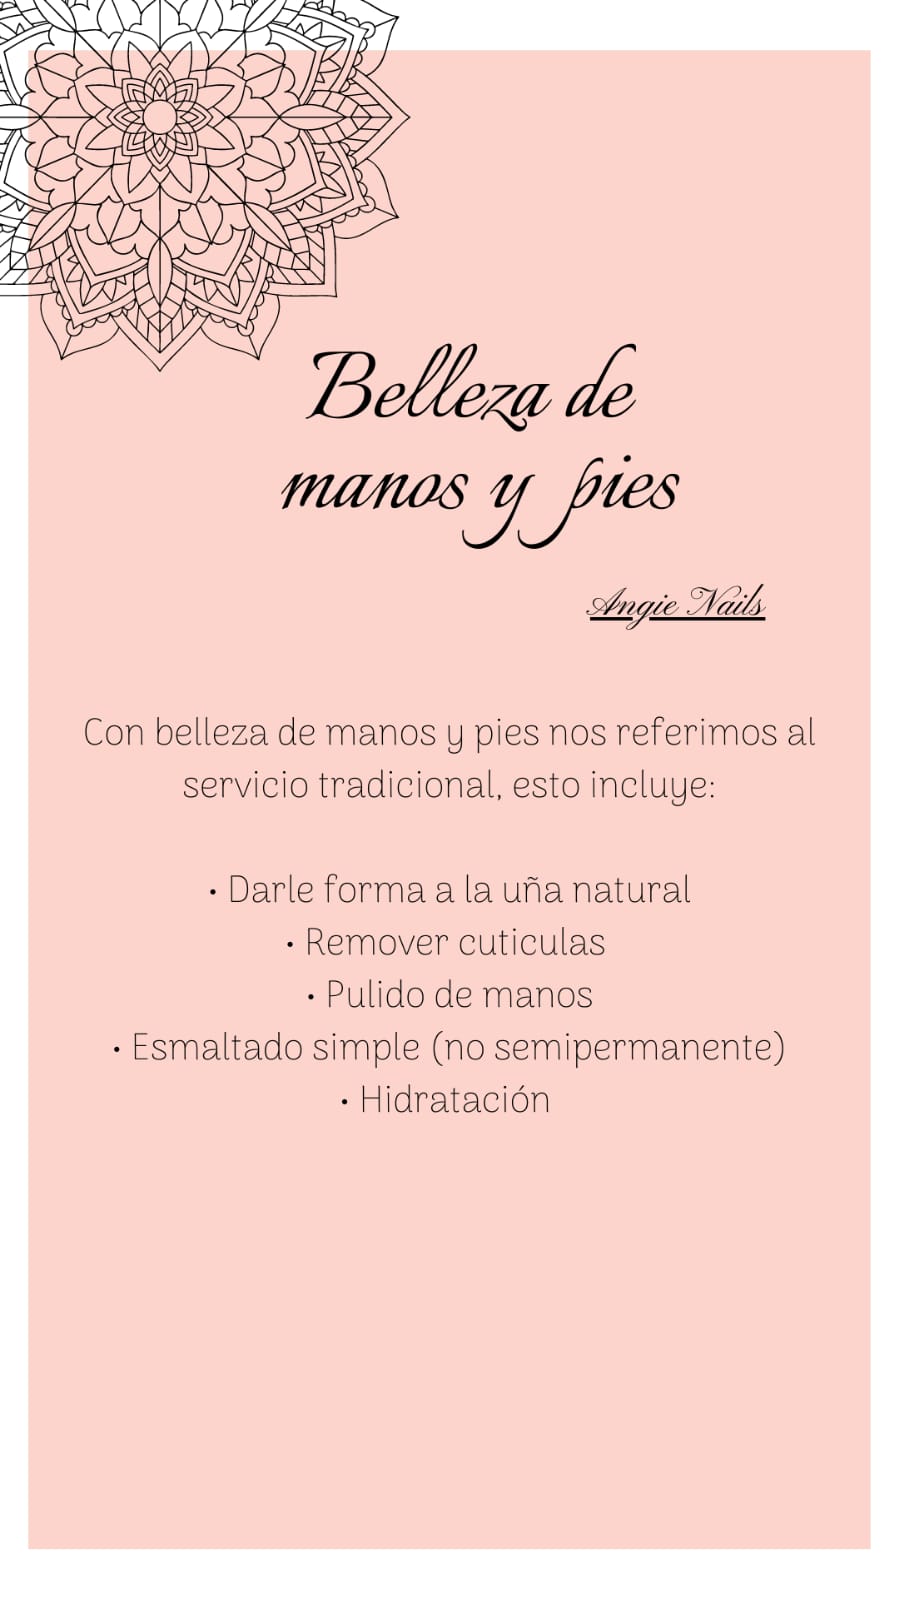 Belleza de
manos y pies
Angie Nails
Con belleza de manos y pies nos referimos al
servicio tradicional, esto incluye:
• Darle forma a la uña natural
• Remover cuticulas
• Pulido de manos
• Esmaltado simple (no semipermanente)
• Hidratación